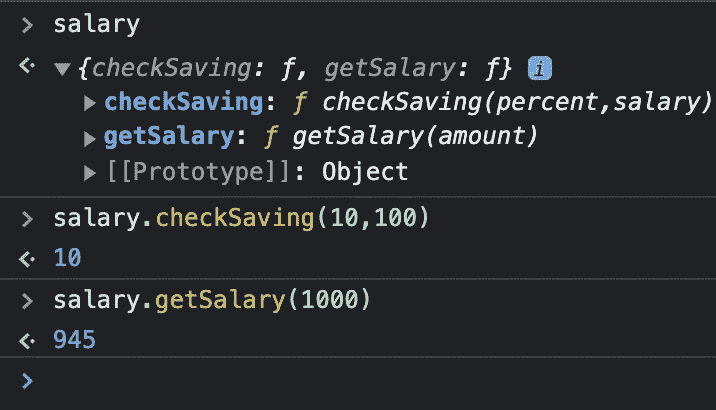 > salary
<· ▼{checkSaving: ƒ, getSalary: ƒ} i
▶ checkSaving: ƒ checkSaving(percent,salary)
▶ getSalary: ƒ getSalary(amount)
▶ [[Prototype]]: Object
> salary.checkSaving(10,100)
<· 10
> salary.getSalary(1000)
<· 945
>